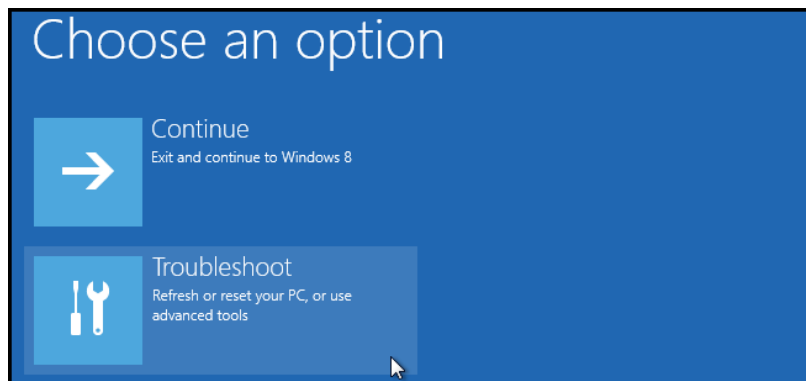 Choose an option
Continue
Exit and continue to Windows 8
Troubleshoot
Refresh or reset your PC, or use
advanced tools